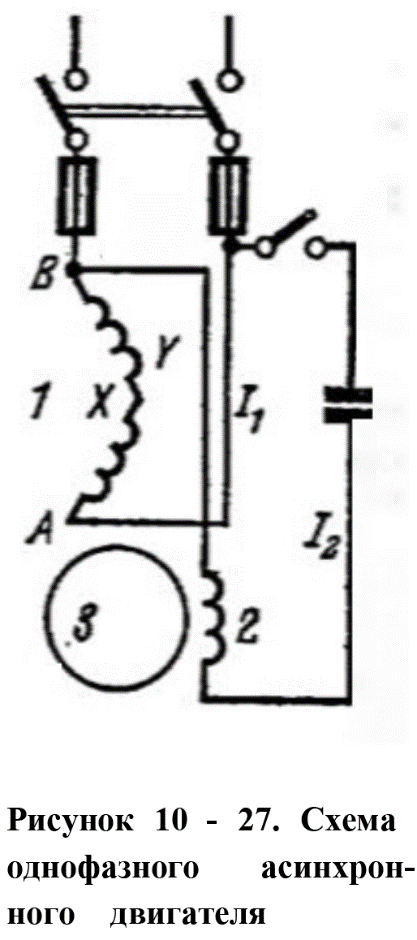 B
Y
1 X I₁
A
I₂
3 2
Рисунок 10 - 27. Схема
однофазного асинхрон-
ного двигателя